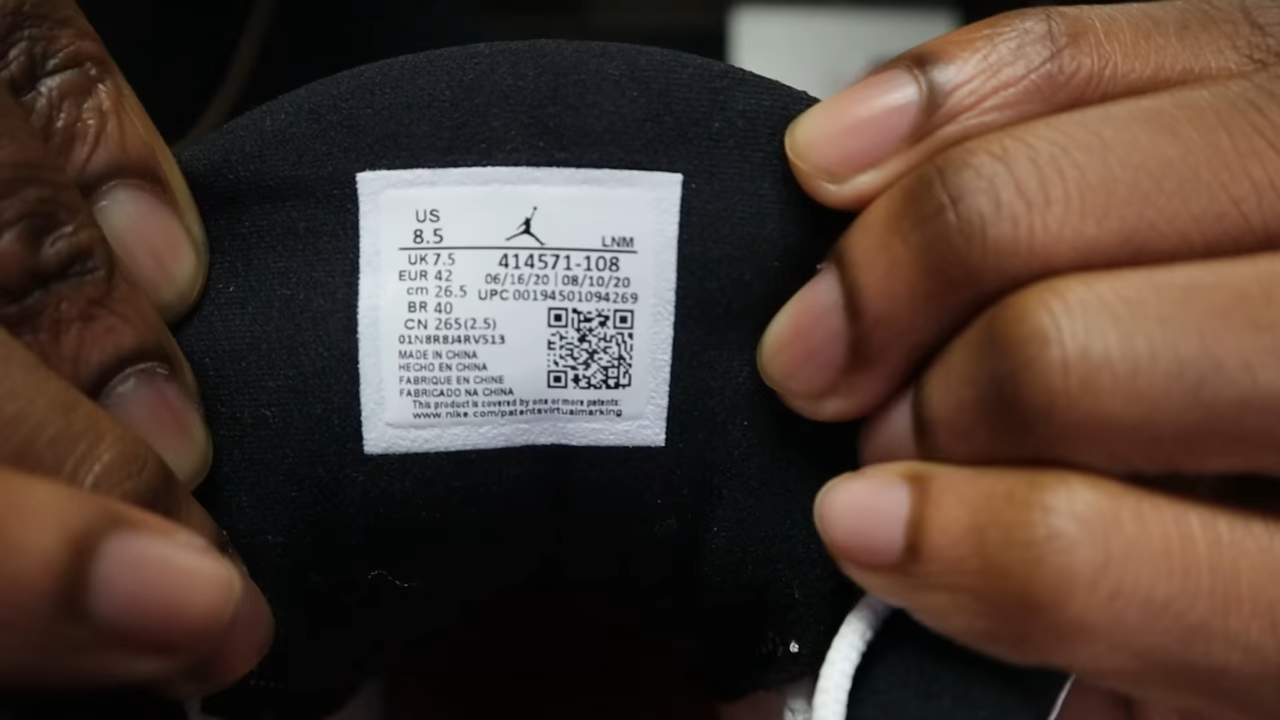 US
8.5
LNM
UK 7.5
414571-108
EUR 42
06/16/20 | 08/10/20
cm 26.5
UPC 00194501094269
BR 40
CN 265(2.5)
01N8R8J4RV513
MADE IN CHINA
HECHO EN CHINA
FABRIQUE EN CHINE
FABRICADO NA CHINA
This product is covered by one or more patents:
www.nike.com/patentsvirtualmarking